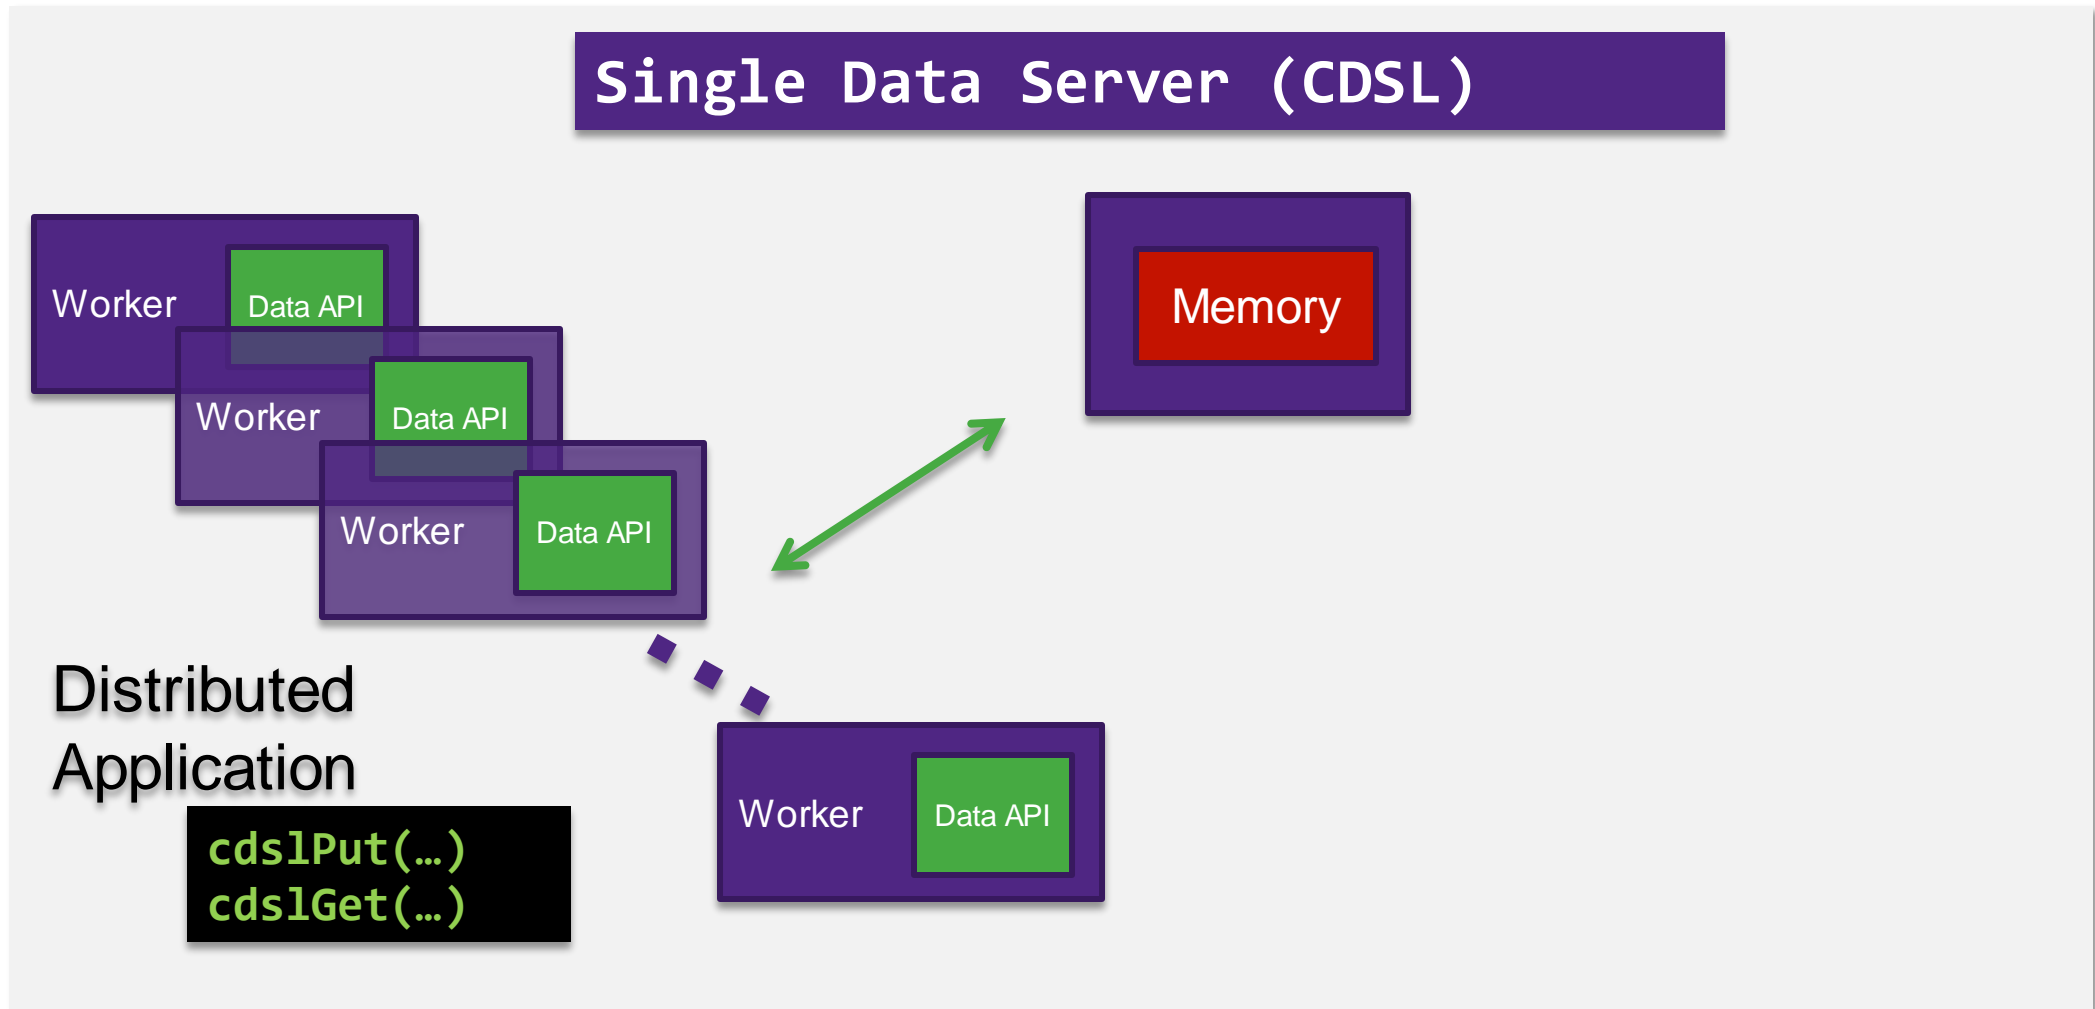 Single Data Server (CDSL)
Worker
Data API
Memory
Worker
Data API
Worker
Data API
Distributed
Application
Worker
Data API
cdslPut(…)
cdslGet(…)